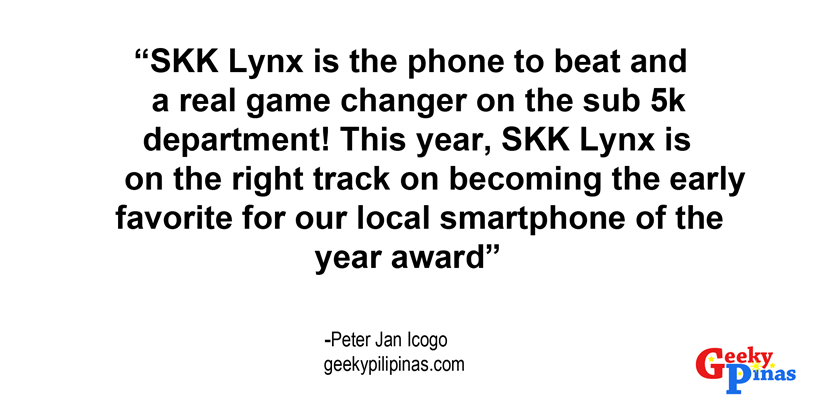 “SKK Lynx is the phone to beat and
a real game changer on the sub 5k
department! This year, SKK Lynx is
on the right track on becoming the early
favorite for our local smartphone of the
year award”
-Peter Jan Icogo
geekypilipinas.com
Geeky
Pinas